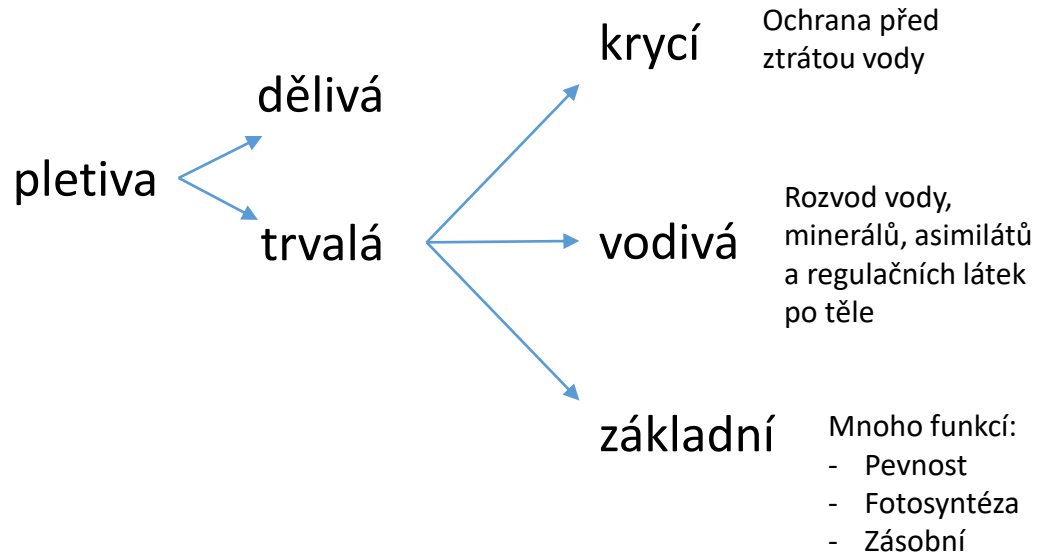 pletiva
dělivá
trvalá
krycí
Ochrana před
ztrátou vody
vodivá
Rozvod vody,
minerálů, asimilátů
a regulačních látek
po těle
základní
Mnoho funkcí:
- Pevnost
- Fotosyntéza
- Zásobní